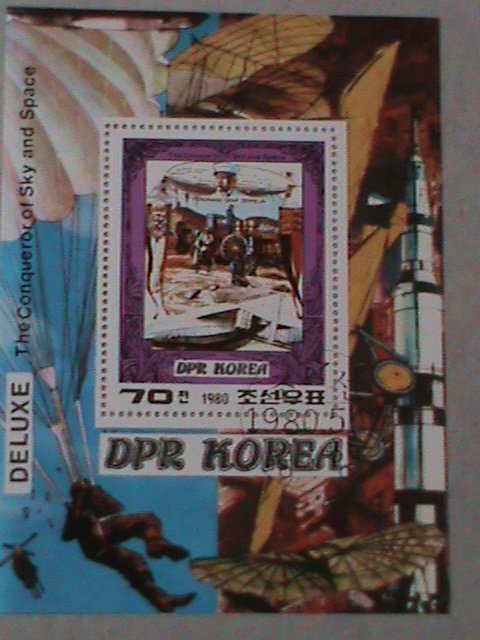 DELUXE The Conqueror of Sky and Space
DPR KOREA
70전 1980 조선우표
1980.5
DPR KOREA